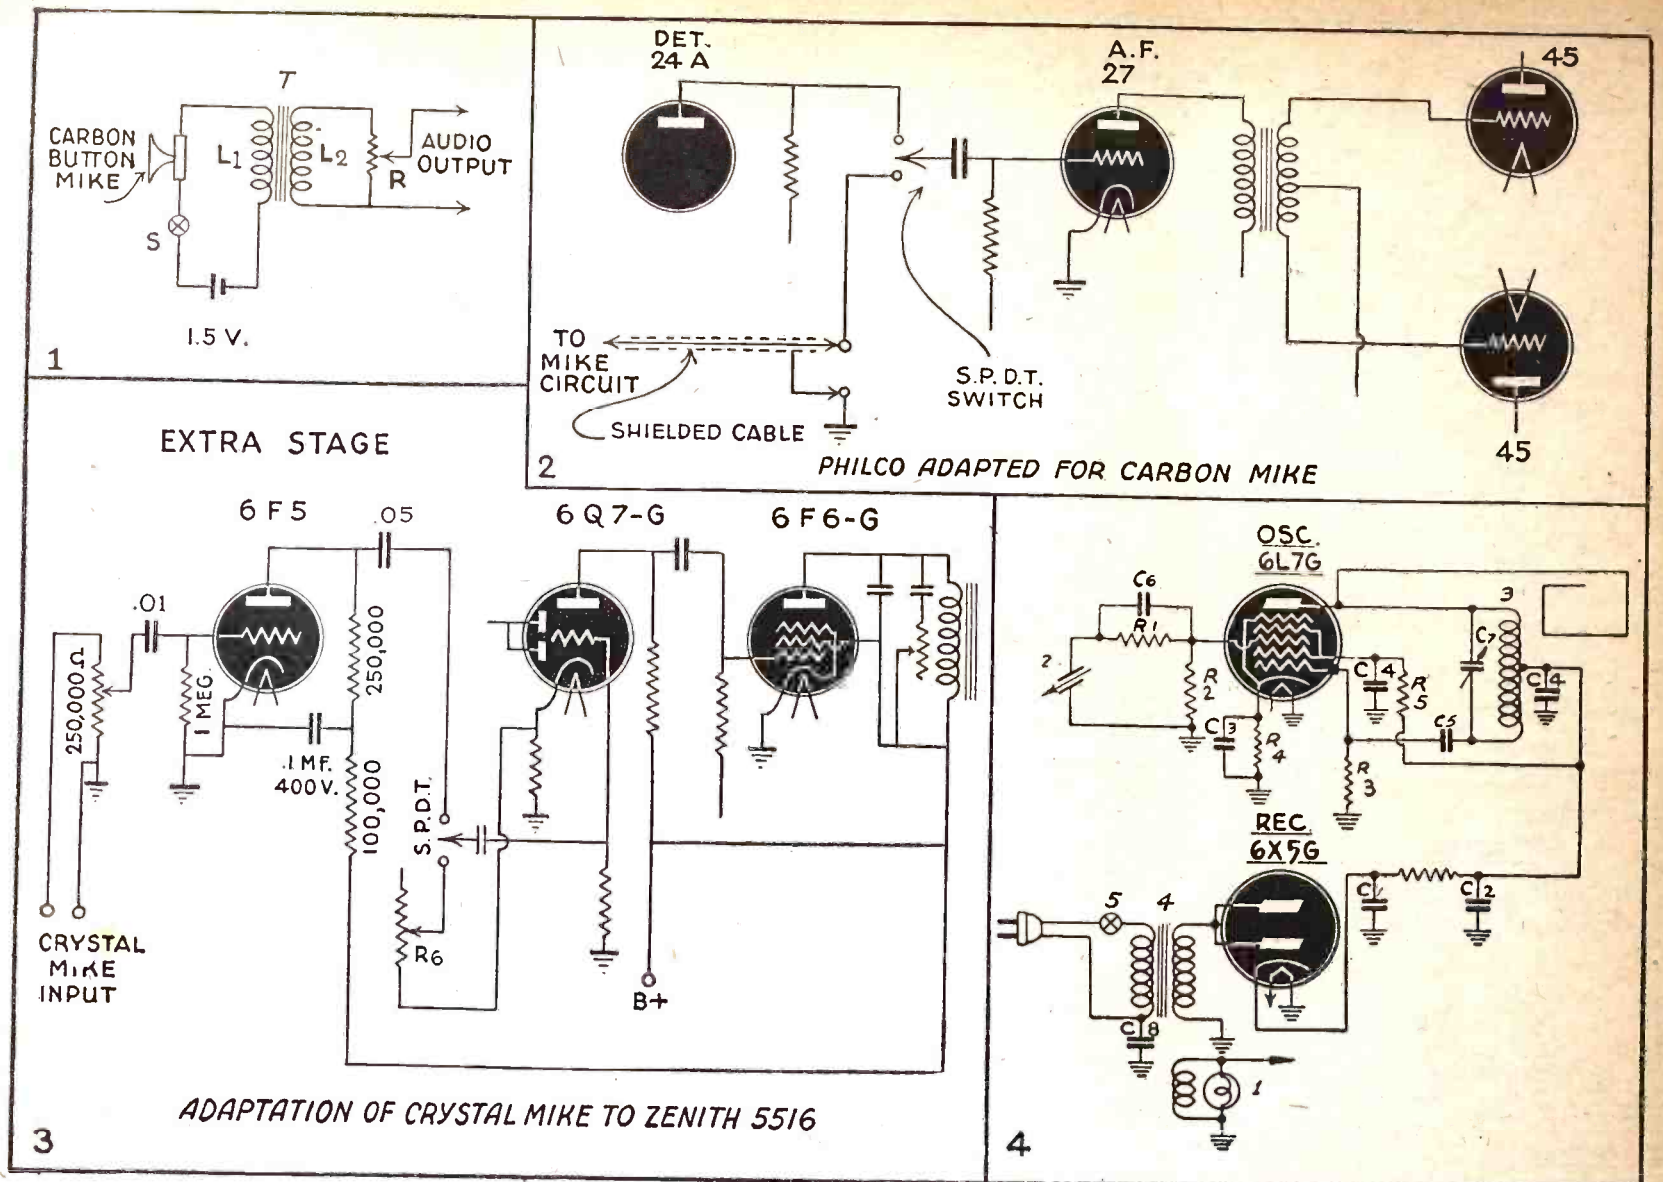 T
CARBON
BUTTON
MIKE
L1
L2
R
AUDIO
OUTPUT
S
1.5 V.
1
DET.
24 A
A.F.
27
45
TO
MIKE
CIRCUIT
SHIELDED CABLE
S.P.D.T.
SWITCH
45
2
PHILCO ADAPTED FOR CARBON MIKE
EXTRA STAGE
6F5
.05
6Q7-G
6F6-G
.01
250,000 Ω
1 MEG.
250,000
.1 MF.
400 V.
100,000
S.P.D.T.
R6
B+
CRYSTAL
MIKE
INPUT
ADAPTATION OF CRYSTAL MIKE TO ZENITH 5516
3
OSC.
6L7G
C6
R1
2
R2
C3
R4
C4
R5
C5
R3
C7
3
C4
REC.
6X5G
5
4
C8
C1
C2
1
4